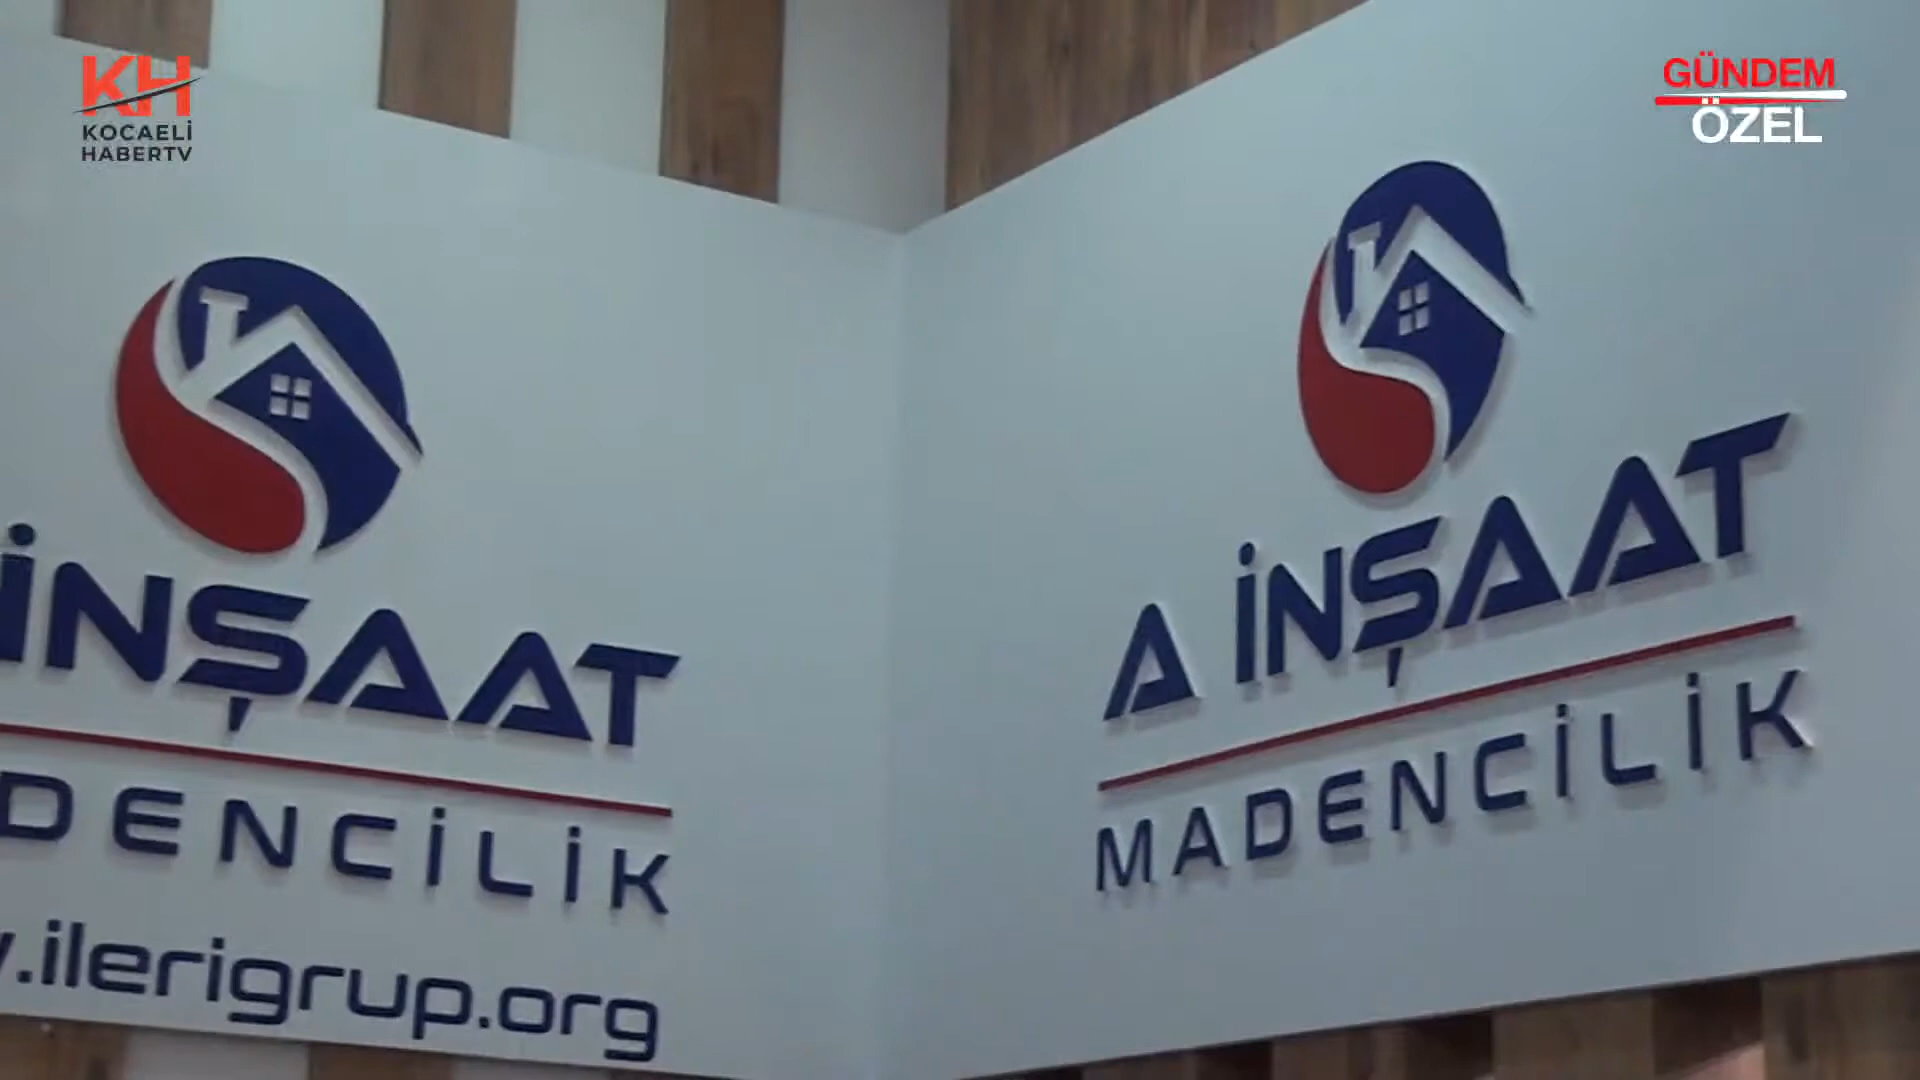 KH
KOCAELİ
HABERTV
GÜNDEM
ÖZEL
İNŞAAT
DENCİLİK
.ilerigrup.org
A İNŞAAT
MADENCİLİK